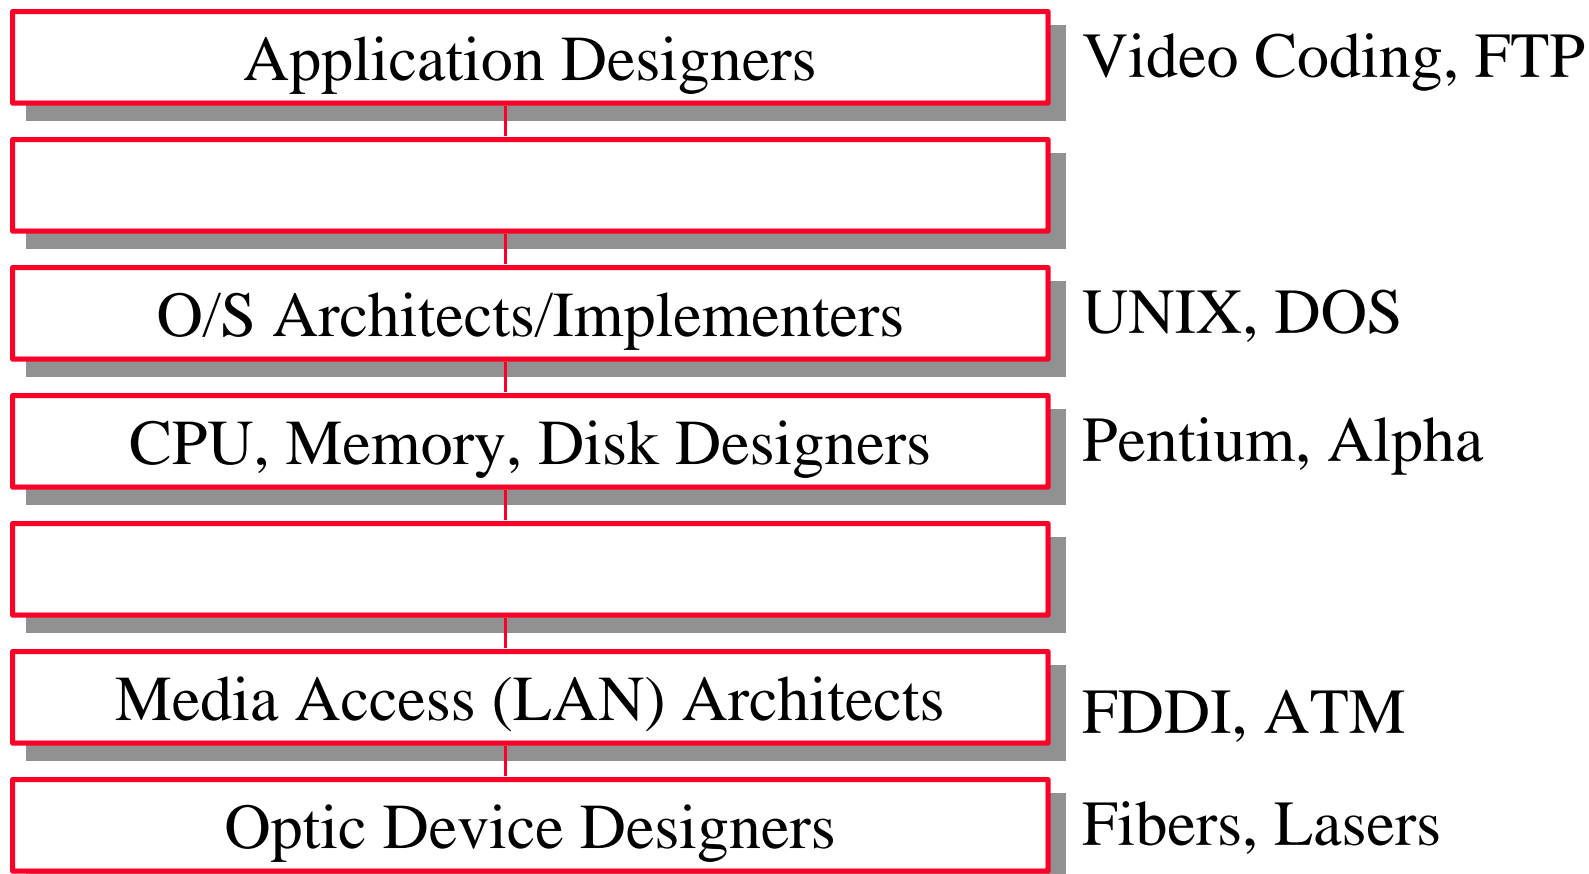 Application Designers Video Coding, FTP
O/S Architects/Implementers UNIX, DOS
CPU, Memory, Disk Designers Pentium, Alpha
Media Access (LAN) Architects FDDI, ATM
Optic Device Designers Fibers, Lasers